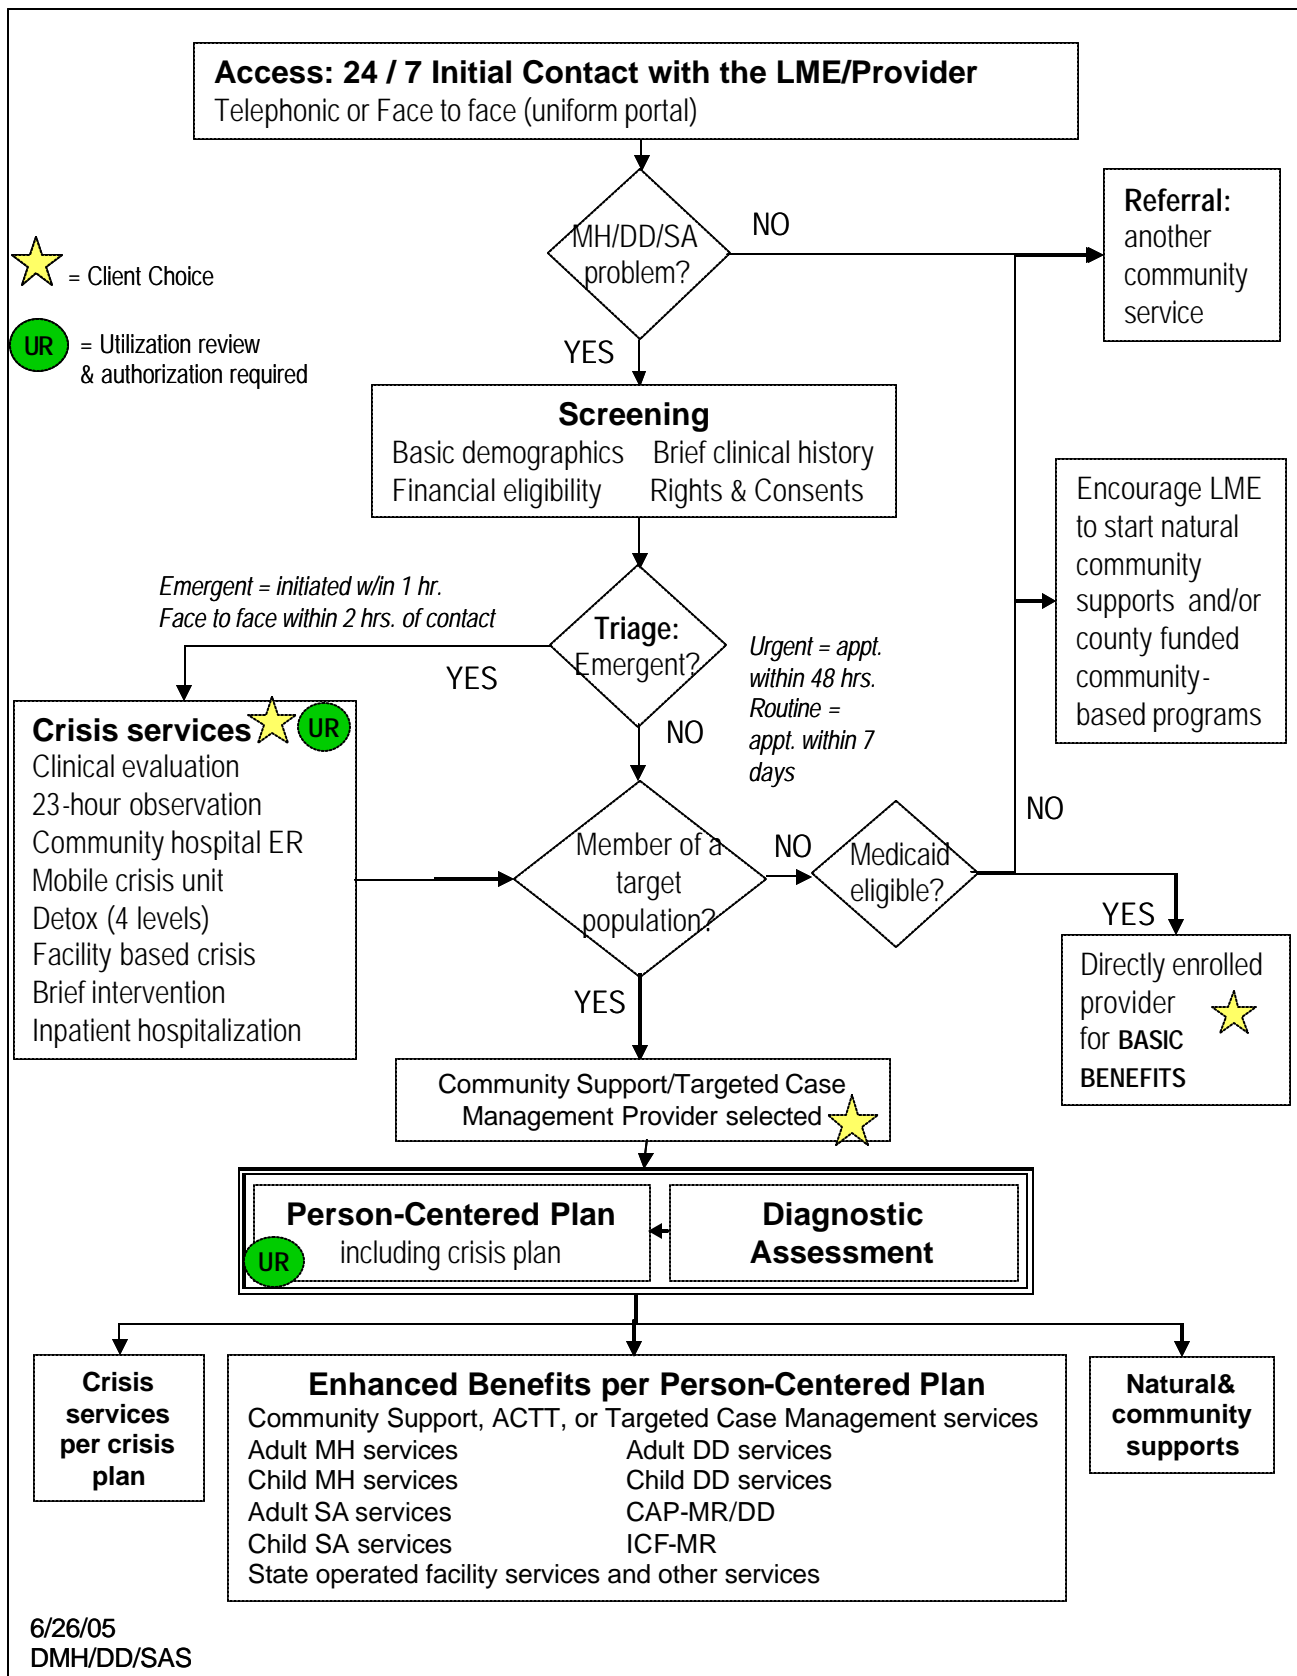 Access: 24 / 7 Initial Contact with the LME/Provider
Telephonic or Face to face (uniform portal)
MH/DD/SA
problem?
NO
Referral:
another
community
service
= Client Choice
UR
= Utilization review
& authorization required
YES
Screening
Basic demographics Brief clinical history
Financial eligibility Rights & Consents
Encourage LME
to start natural
community
supports and/or
county funded
community-
based programs
Emergent = initiated w/in 1 hr.
Face to face within 2 hrs. of contact
Triage:
Emergent?
YES
Urgent = appt.
within 48 hrs.
Routine =
appt. within 7
days
NO
Crisis services
UR
Clinical evaluation
23-hour observation
Community hospital ER
Mobile crisis unit
Detox (4 levels)
Facility based crisis
Brief intervention
Inpatient hospitalization
Member of a
target
population?
NO
Medicaid
eligible?
NO
YES
YES
Directly enrolled
provider
for BASIC
BENEFITS
Community Support/Targeted Case
Management Provider selected
Person-Centered Plan
including crisis plan
UR
Diagnostic
Assessment
Crisis
services
per crisis
plan
Enhanced Benefits per Person-Centered Plan
Community Support, ACTT, or Targeted Case Management services
Adult MH services Adult DD services
Child MH services Child DD services
Adult SA services CAP-MR/DD
Child SA services ICF-MR
State operated facility services and other services
Natural&
community
supports
6/26/05
DMH/DD/SAS